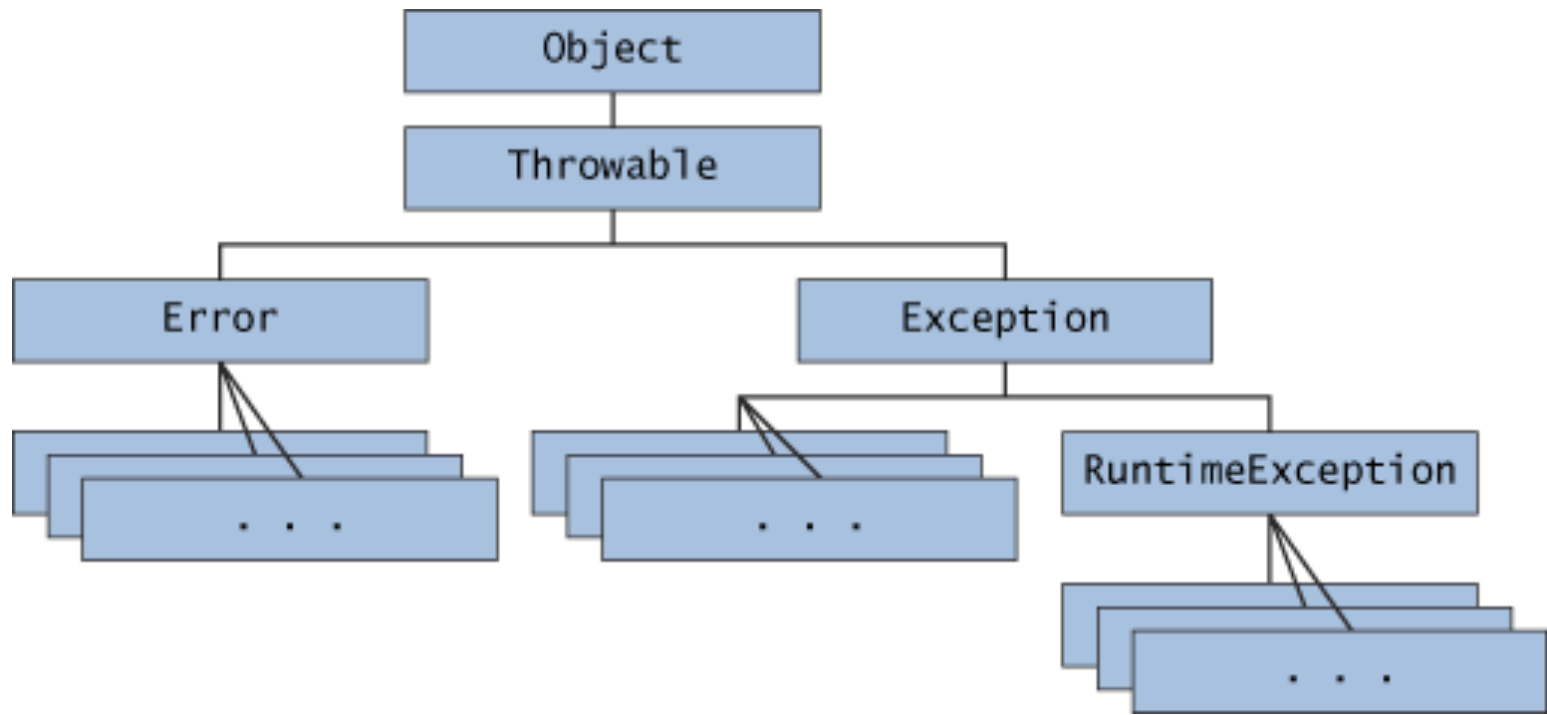 Object
Throwable
Error
Exception
RuntimeException
. . .
. . .
. . .